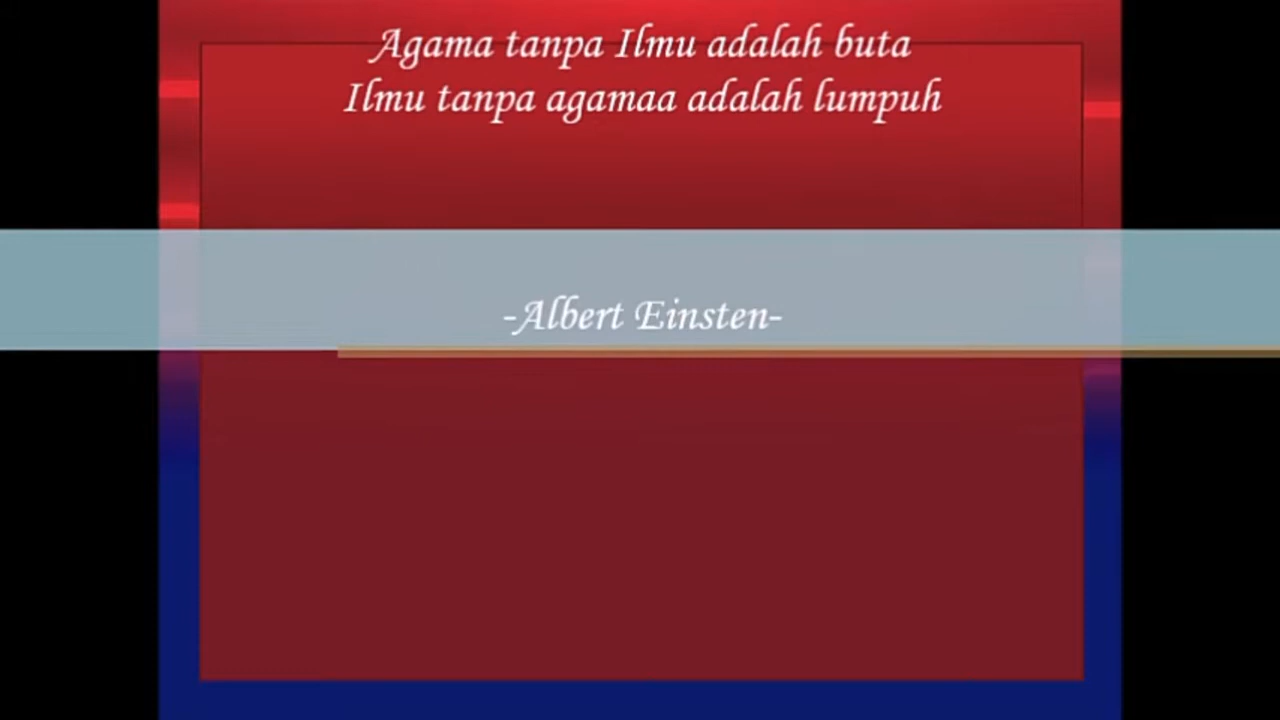 Agama tanpa Ilmu adalah buta
Ilmu tanpa agamaa adalah lumpuh
-Albert Einsten-